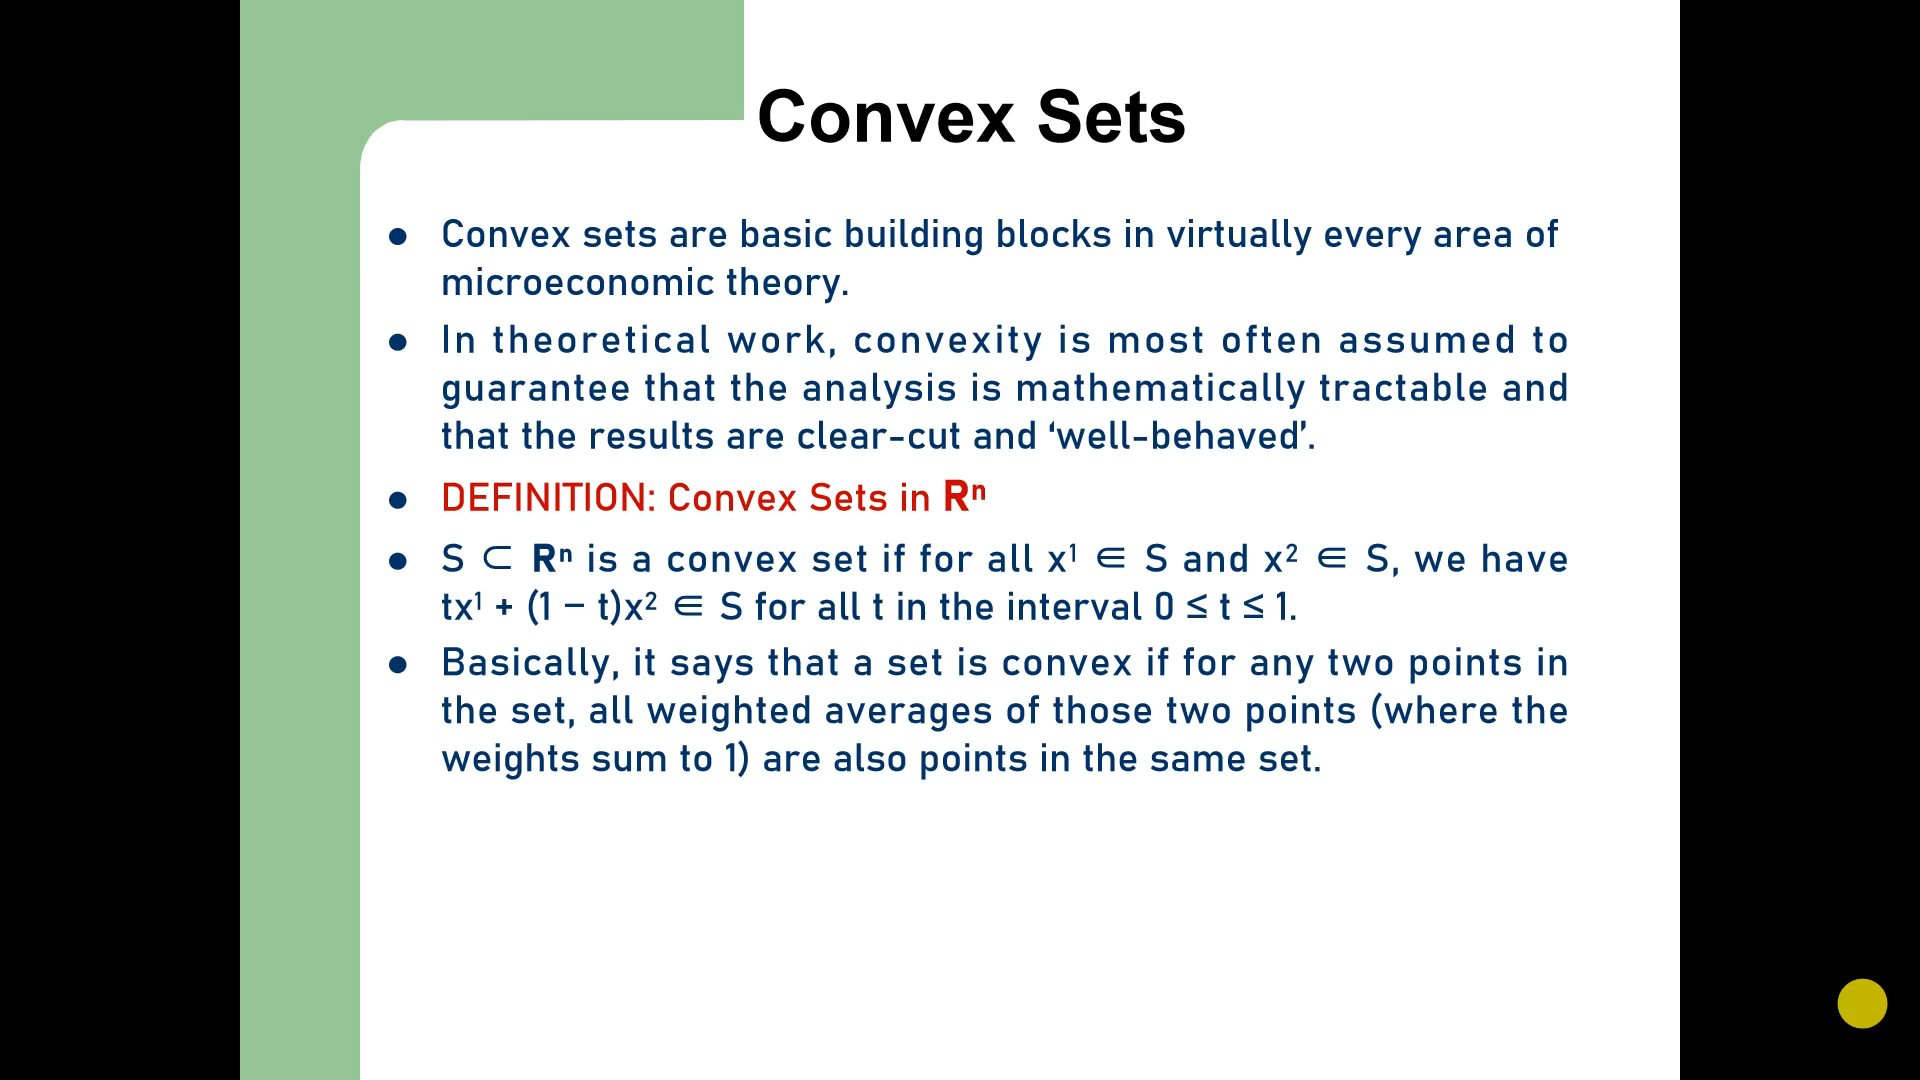 Convex Sets
● Convex sets are basic building blocks in virtually every area of
microeconomic theory.
● In theoretical work, convexity is most often assumed to
guarantee that the analysis is mathematically tractable and
that the results are clear-cut and ‘well-behaved’.
● DEFINITION: Convex Sets in Rⁿ
● S ⊂ Rⁿ is a convex set if for all x¹ ∈ S and x² ∈ S, we have
tx¹ + (1 − t)x² ∈ S for all t in the interval 0 ≤ t ≤ 1.
● Basically, it says that a set is convex if for any two points in
the set, all weighted averages of those two points (where the
weights sum to 1) are also points in the same set.